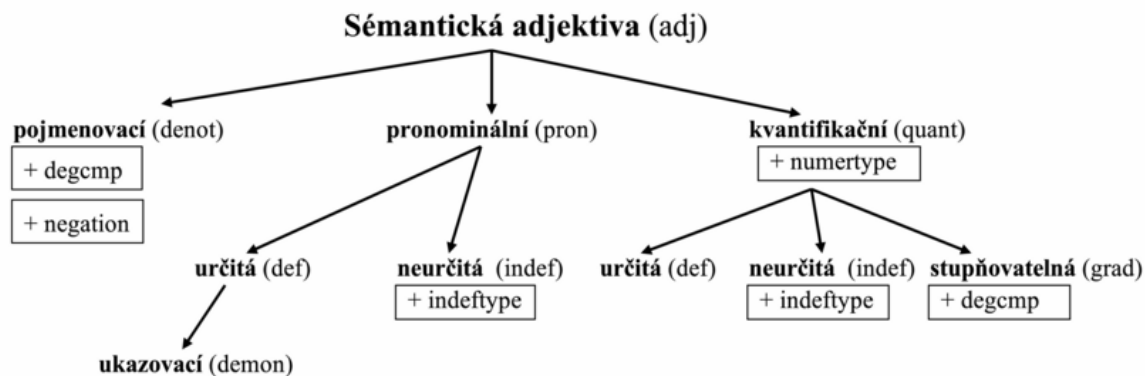 Sémantická adjektiva (adj)
pojmenovací (denot) pronominální (pron) kvantifikační (quant)
+ degcmp + numertype
+ negation
určitá (def) neurčitá (indef) určitá (def) neurčitá (indef) stupňovatelná (grad)
+ indeftype + indeftype + degcmp
ukazovací (demon)